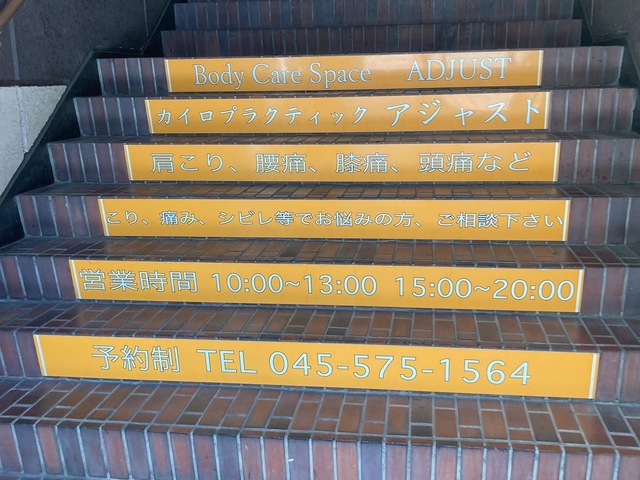 Body Care Space ADJUST
カイロプラクティック アジャスト
肩こり、腰痛、膝痛、頭痛など
こり、痛み、シビレ等でお悩みの方、ご相談下さい
営業時間 10:00~13:00 15:00~20:00
予約制 TEL 045-575-1564